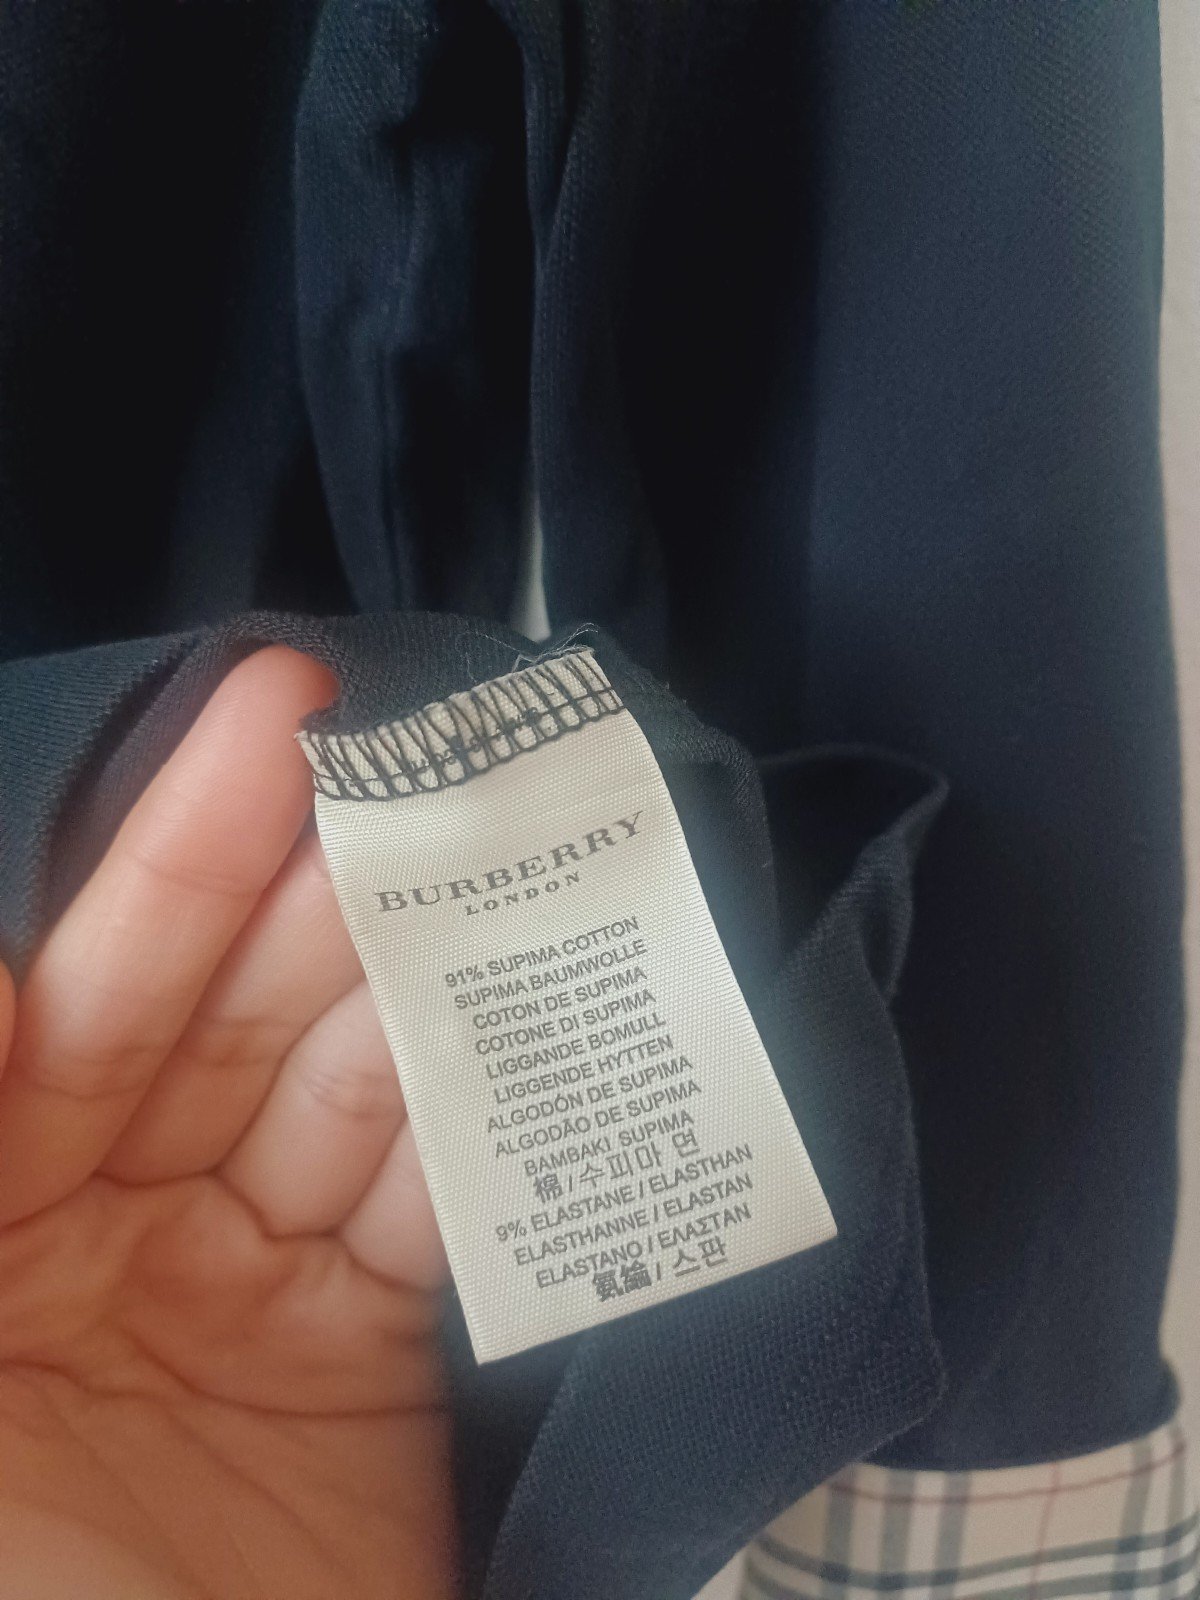 BURBERRY
LONDON
91% SUPIMA COTTON
SUPIMA BAUMWOLLE
COTON DE SUPIMA
COTONE DI SUPIMA
LIGGANDE BOMULL
LIGGENDE HYTTEN
ALGODÓN DE SUPIMA
ALGODÃO DE SUPIMA
BAMBAKI SUPIMA
棉 / 수피마 면
9% ELASTANE / ELASTHAN
ELASTHANNE / ELASTAN
ELASTANO / ΕΛΑΣΤΑΝ
氨綸 / 스판